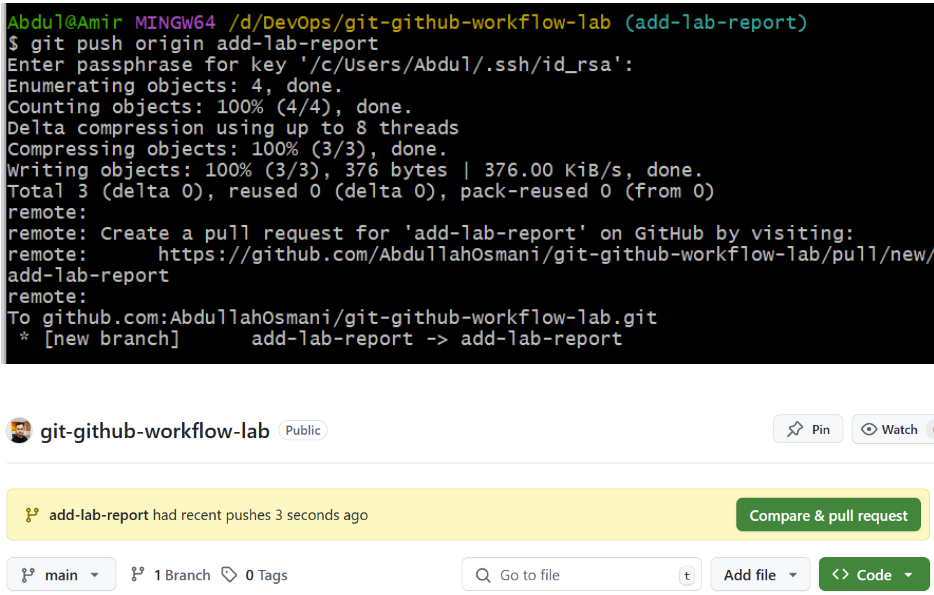 Abdul@Amir MINGW64 /d/DevOps/git-github-workflow-lab (add-lab-report)
$ git push origin add-lab-report
Enter passphrase for key '/c/Users/Abdul/.ssh/id_rsa':
Enumerating objects: 4, done.
Counting objects: 100% (4/4), done.
Delta compression using up to 8 threads
Compressing objects: 100% (3/3), done.
Writing objects: 100% (3/3), 376 bytes | 376.00 KiB/s, done.
Total 3 (delta 0), reused 0 (delta 0), pack-reused 0 (from 0)
remote:
remote: Create a pull request for 'add-lab-report' on GitHub by visiting:
remote:      https://github.com/AbdullahOsmani/git-github-workflow-lab/pull/new/
add-lab-report
remote:
To github.com:AbdullahOsmani/git-github-workflow-lab.git
 * [new branch]      add-lab-report -> add-lab-report
git-github-workflow-lab Public Pin Watch
add-lab-report had recent pushes 3 seconds ago Compare & pull request
main 1 Branch 0 Tags Go to file t Add file <> Code